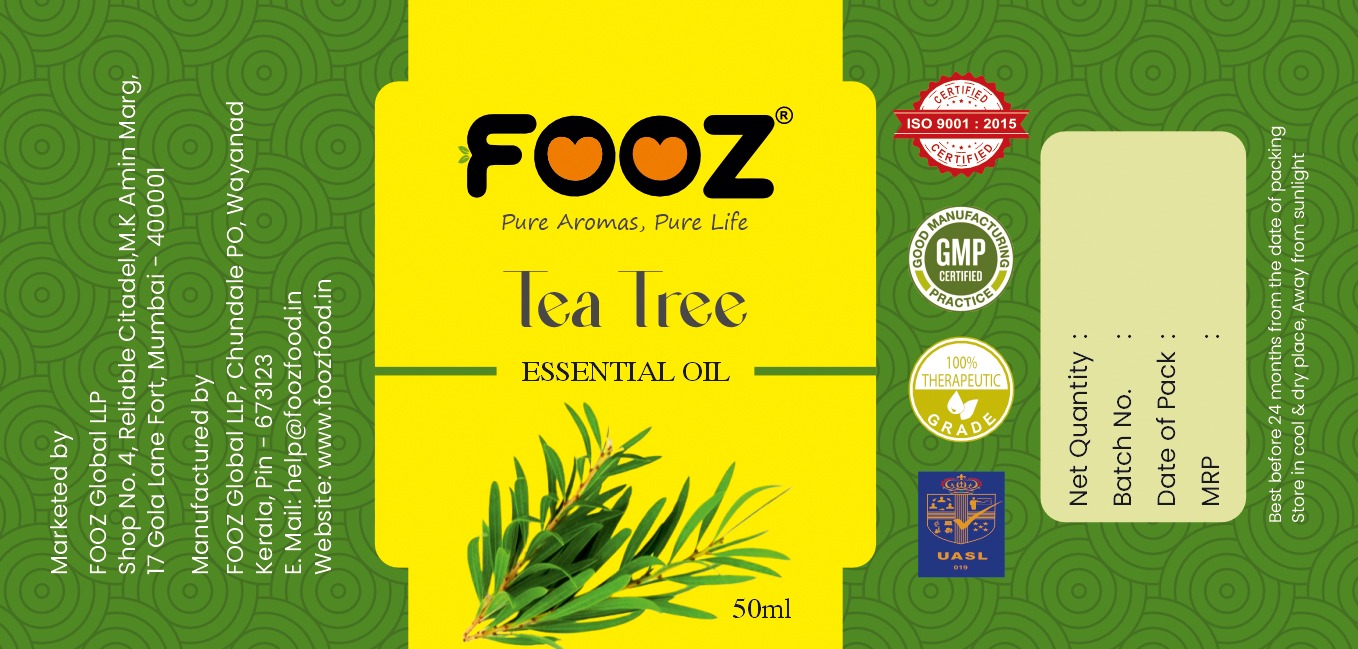 Marketed by
FOOZ Global LLP
Shop No. 4, Reliable Citadel,M.K Amin Marg,
17 Gola Lane Fort, Mumbai - 400001
Manufactured by
FOOZ Global LLP, Chundale PO, Wayanad
Kerala, Pin - 673123
E. Mail: help@foozfood.in
Website: www.foozfood.in
FOOZ®
Pure Aromas, Pure Life
Tea Tree
ESSENTIAL OIL
50ml
CERTIFIED
ISO 9001 : 2015
CERTIFIED
GOOD MANUFACTURING
GMP
CERTIFIED
PRACTICE
100%
THERAPEUTIC
GRADE
UASL
019
Net Quantity :
Batch No. :
Date of Pack :
MRP :
Best before 24 months from the date of packing
Store in cool & dry place, Away from sunlight